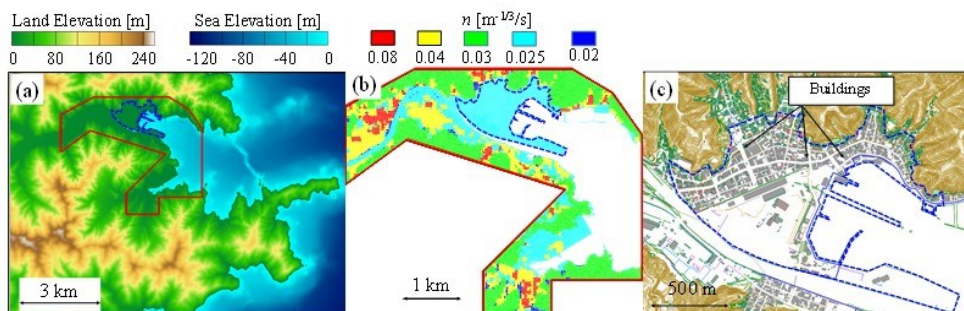 Land Elevation [m] Sea Elevation [m] n [m⁻¹/³/s]
0 80 160 240 -120 -80 -40 0 0.08 0.04 0.03 0.025 0.02
(a) (b) (c)
Buildings
3 km 1 km 500 m